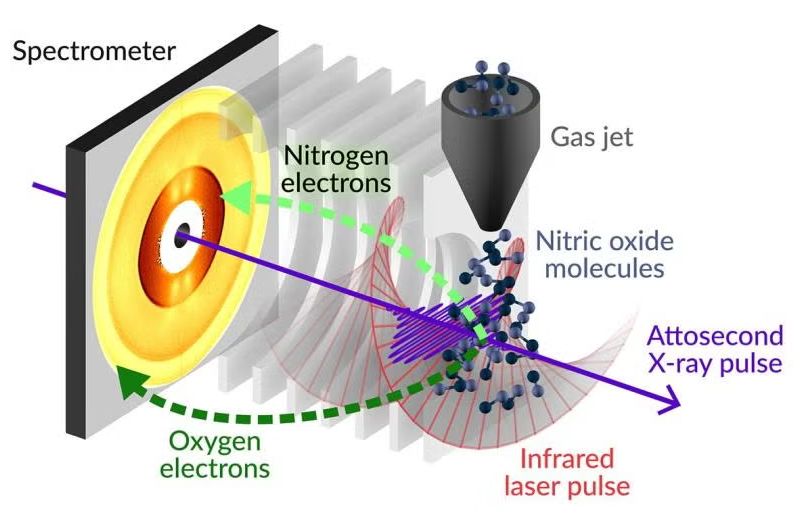 Spectrometer
Nitrogen
electrons
Gas jet
Nitric oxide
molecules
Attosecond
X-ray pulse
Oxygen
electrons
Infrared
laser pulse